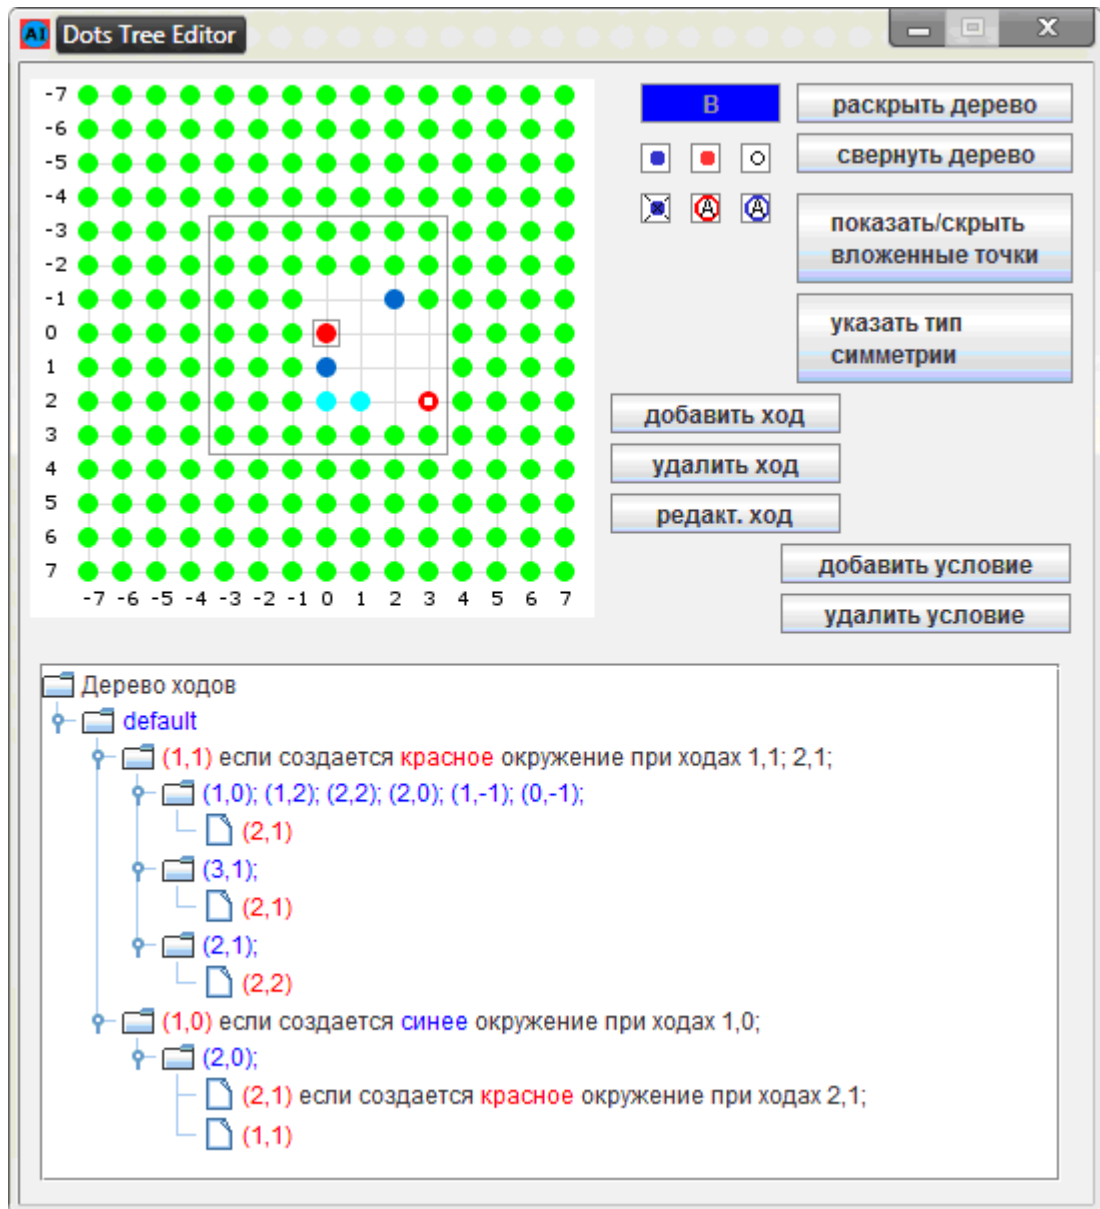 AI Dots Tree Editor X
-7
-6
-5
-4
-3
-2
-1
0
1
2
3
4
5
6
7
-7 -6 -5 -4 -3 -2 -1 0 1 2 3 4 5 6 7
B
A A
раскрыть дерево
свернуть дерево
показать/скрыть
вложенные точки
указать тип
симметрии
добавить ход
удалить ход
редакт. ход
добавить условие
удалить условие
Дерево ходов
default
(1,1) если создается красное окружение при ходах 1,1; 2,1;
(1,0); (1,2); (2,2); (2,0); (1,-1); (0,-1);
(2,1)
(3,1);
(2,1)
(2,1);
(2,2)
(1,0) если создается синее окружение при ходах 1,0;
(2,0);
(2,1) если создается красное окружение при ходах 2,1;
(1,1)